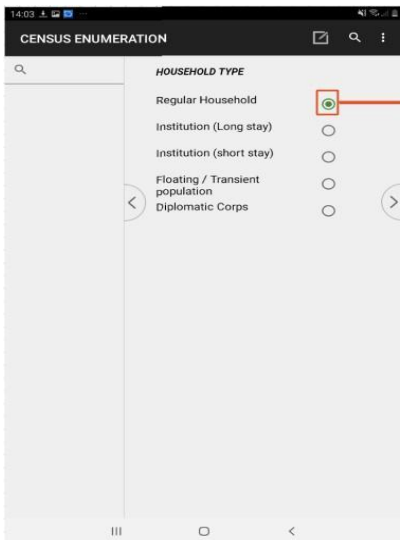 14:03
CENSUS ENUMERATION
HOUSEHOLD TYPE
Regular Household
Institution (Long stay)
Institution (short stay)
Floating / Transient
population
Diplomatic Corps